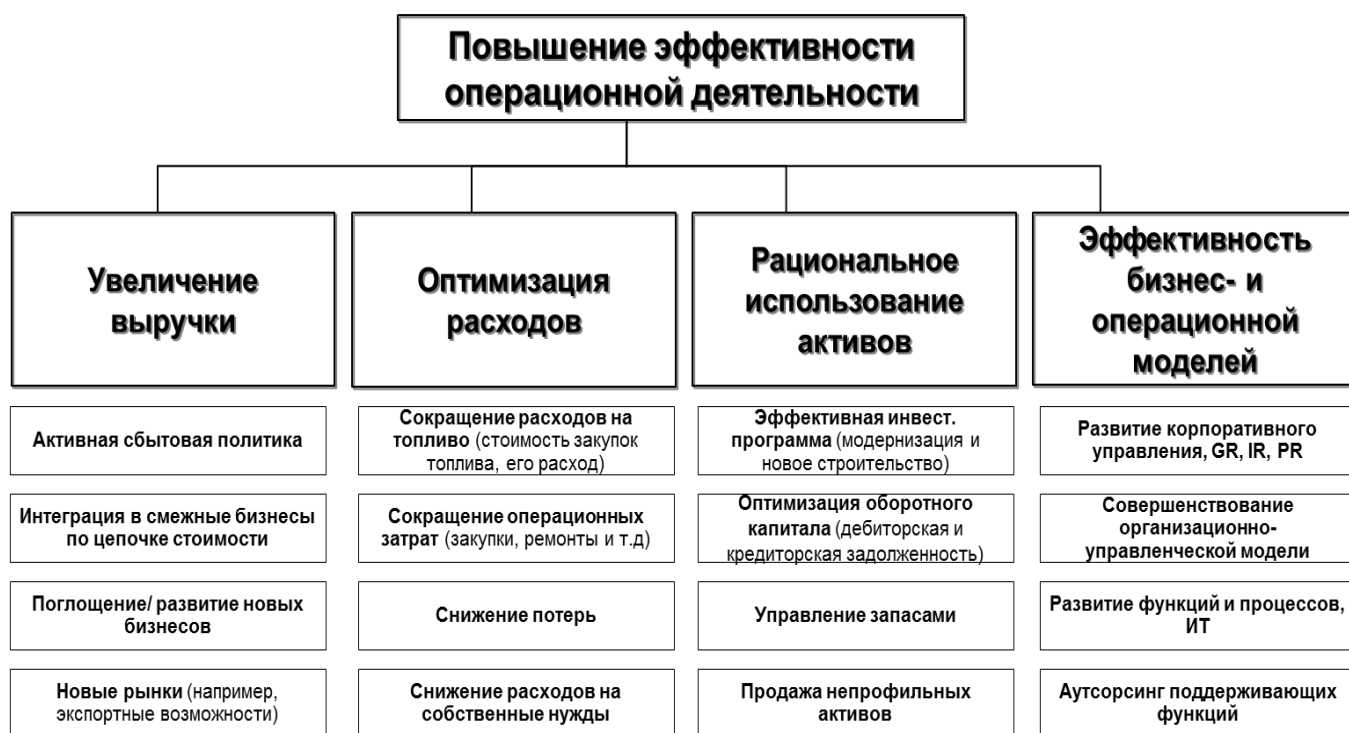 Повышение эффективности
операционной деятельности
Увеличение
выручки
Оптимизация
расходов
Рациональное
использование
активов
Эффективность
бизнес- и
операционной
моделей
Активная сбытовая политика
Сокращение расходов на
топливо (стоимость закупок
топлива, его расход)
Эффективная инвест.
программа (модернизация и
новое строительство)
Развитие корпоративного
управления, GR, IR, PR
Интеграция в смежные бизнесы
по цепочке стоимости
Сокращение операционных
затрат (закупки, ремонты и т.д)
Оптимизация оборотного
капитала (дебиторская и
кредиторская задолженность)
Совершенствование
организационно-
управленческой модели
Поглощение/ развитие новых
бизнесов
Снижение потерь
Управление запасами
Развитие функций и процессов,
ИТ
Новые рынки (например,
экспортные возможности)
Снижение расходов на
собственные нужды
Продажа непрофильных
активов
Аутсорсинг поддерживающих
функций